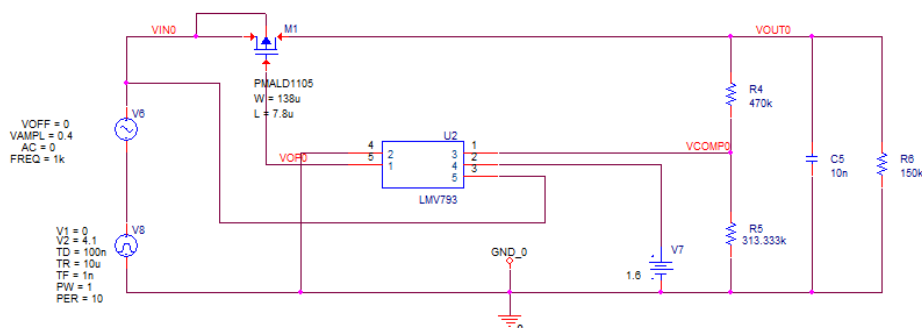 VIN0
M1
VOUT0
PMALD1105
W = 138u
L = 7.8u
R4
470k
V6
VOFF = 0
VAMPL = 0.4
AC = 0
FREQ = 1k
U2
4
5
2
1
3
4
5
1
2
3
VOP0
LMV793
VCOMP0
C5
10n
R6
150k
R5
313.333k
V8
V1 = 0
V2 = 4.1
TD = 100n
TR = 10u
TF = 1n
PW = 1
PER = 10
GND_0
V7
1.6
0